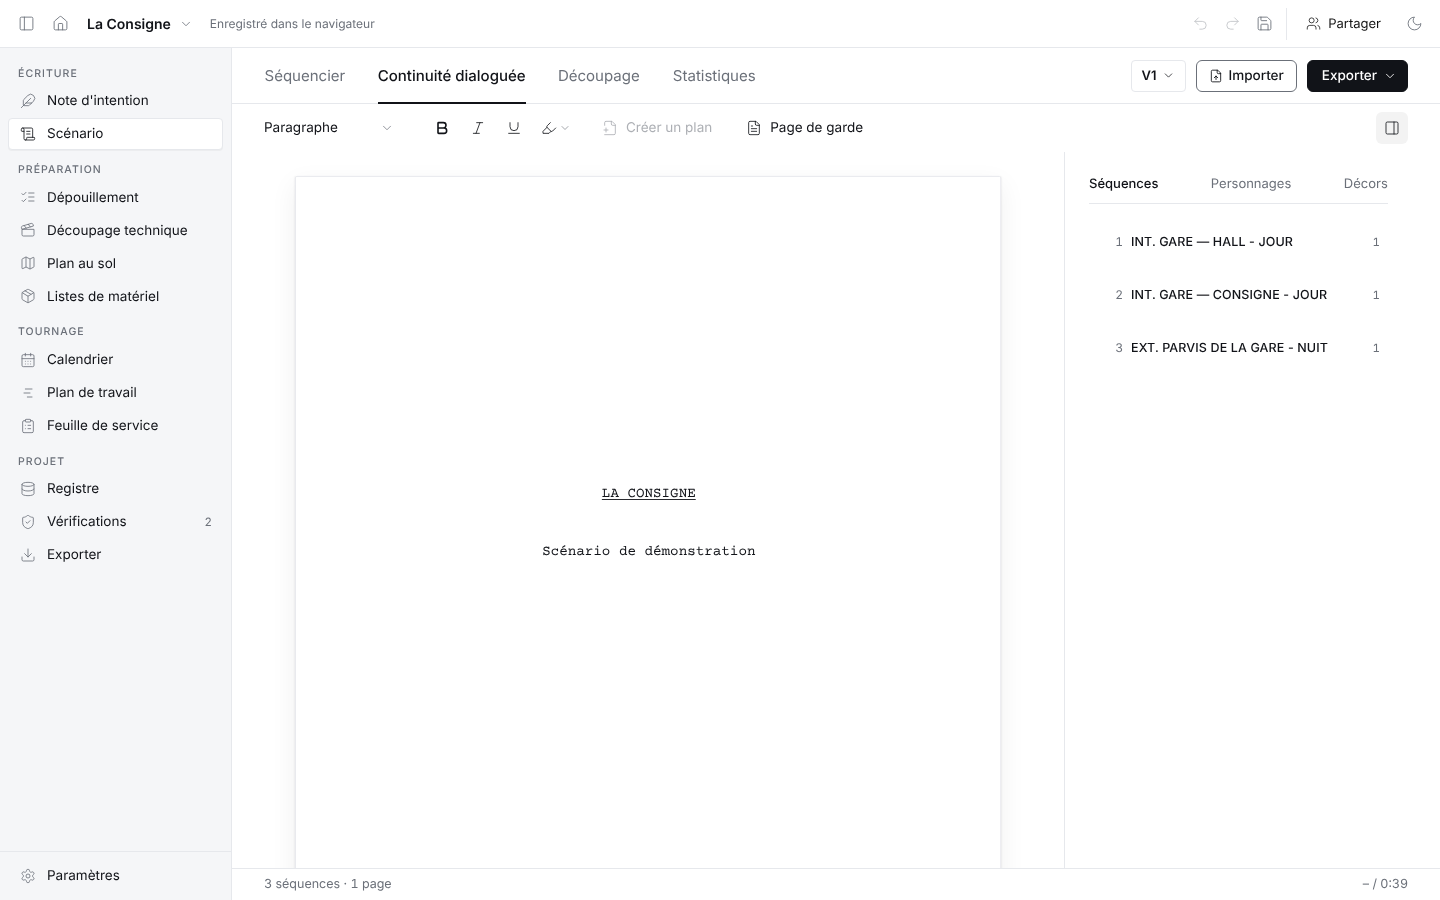 La Consigne
Enregistré dans le navigateur
Partager
ÉCRITURE
Note d'intention
Scénario
PRÉPARATION
Dépouillement
Découpage technique
Plan au sol
Listes de matériel
TOURNAGE
Calendrier
Plan de travail
Feuille de service
PROJET
Registre
Vérifications 2
Exporter
Paramètres
Séquencier Continuité dialoguée Découpage Statistiques
V1 Importer Exporter
Paragraphe B I U Créer un plan Page de garde
LA CONSIGNE
Scénario de démonstration
Séquences Personnages Décors
1 INT. GARE — HALL - JOUR 1
2 INT. GARE — CONSIGNE - JOUR 1
3 EXT. PARVIS DE LA GARE - NUIT 1
3 séquences · 1 page
– / 0:39